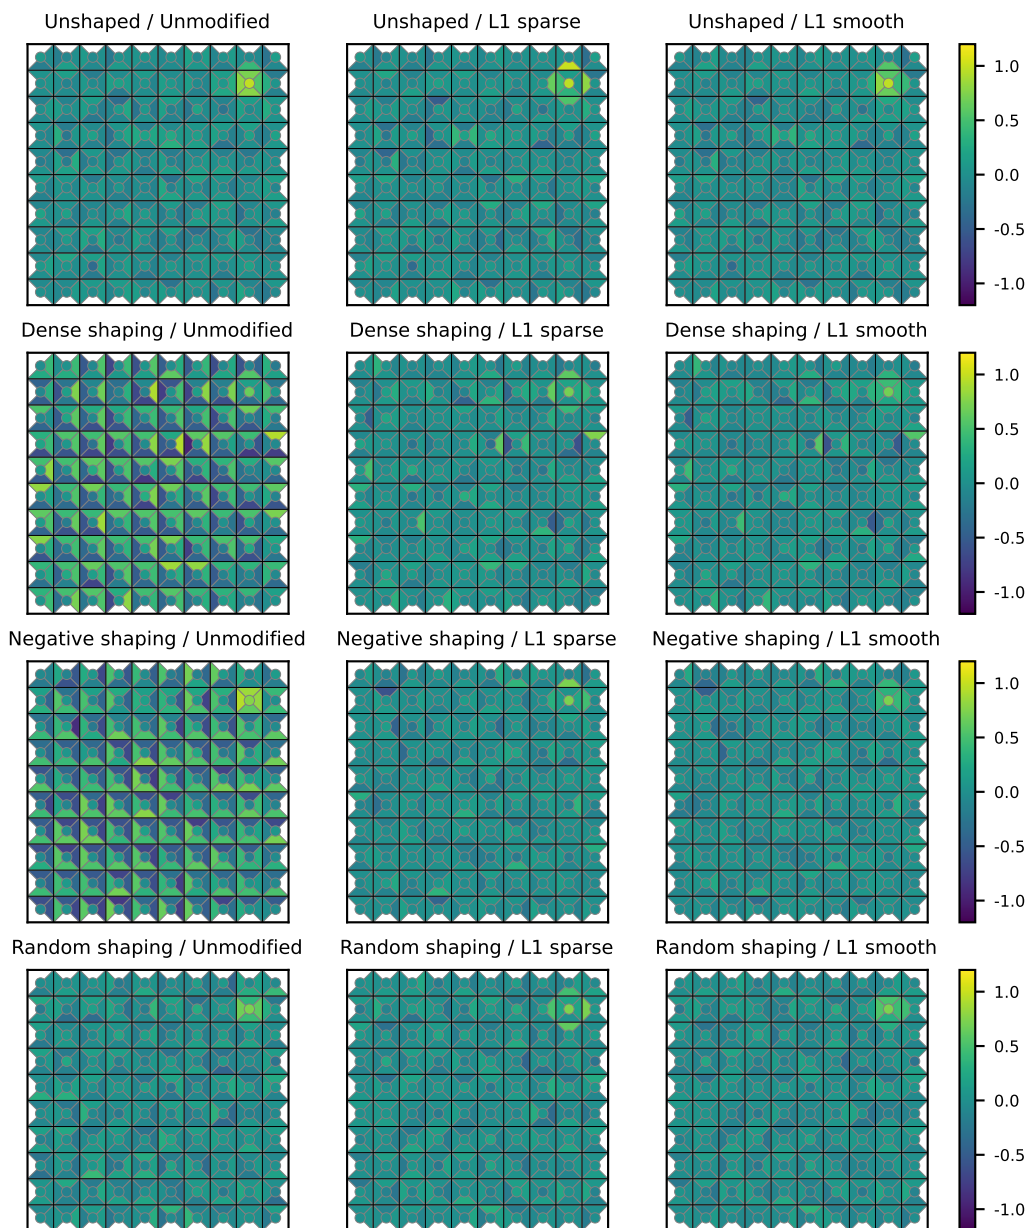 Unshaped / Unmodified
Unshaped / L1 sparse
Unshaped / L1 smooth
1.0
0.5
0.0
-0.5
-1.0
Dense shaping / Unmodified
Dense shaping / L1 sparse
Dense shaping / L1 smooth
1.0
0.5
0.0
-0.5
-1.0
Negative shaping / Unmodified
Negative shaping / L1 sparse
Negative shaping / L1 smooth
1.0
0.5
0.0
-0.5
-1.0
Random shaping / Unmodified
Random shaping / L1 sparse
Random shaping / L1 smooth
1.0
0.5
0.0
-0.5
-1.0